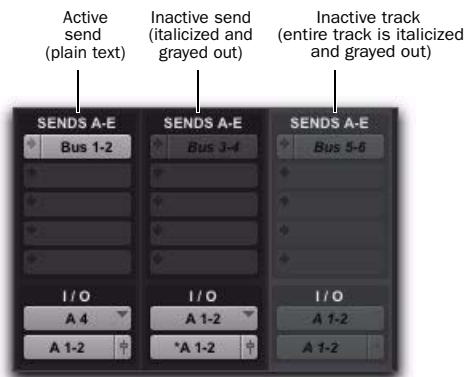 Active
send
(plain text)
Inactive send
(italicized and
grayed out)
Inactive track
(entire track is italicized
and grayed out)
SENDS A-E
SENDS A-E
SENDS A-E
Bus 1-2
Bus 3-4
Bus 5-6
I / O
I / O
I / O
A 4
A 1-2
A 1-2
A 1-2
*A 1-2
A 1-2